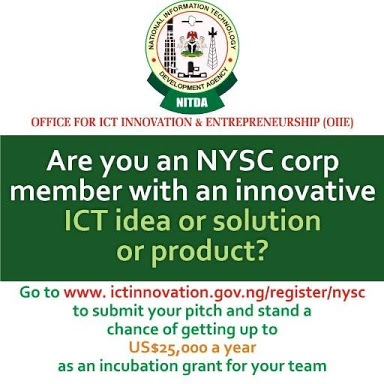 NATIONAL INFORMATION TECHNOLOGY
DEVELOPMENT AGENCY
NITDA
OFFICE FOR ICT INNOVATION & ENTREPRENEURSHIP (OIIE)
Are you an NYSC corp
member with an innovative
ICT idea or solution
or product?
Go to www. ictinnovation.gov.ng/register/nysc
to submit your pitch and stand a
chance of getting up to
US$25,000 a year
as an incubation grant for your team